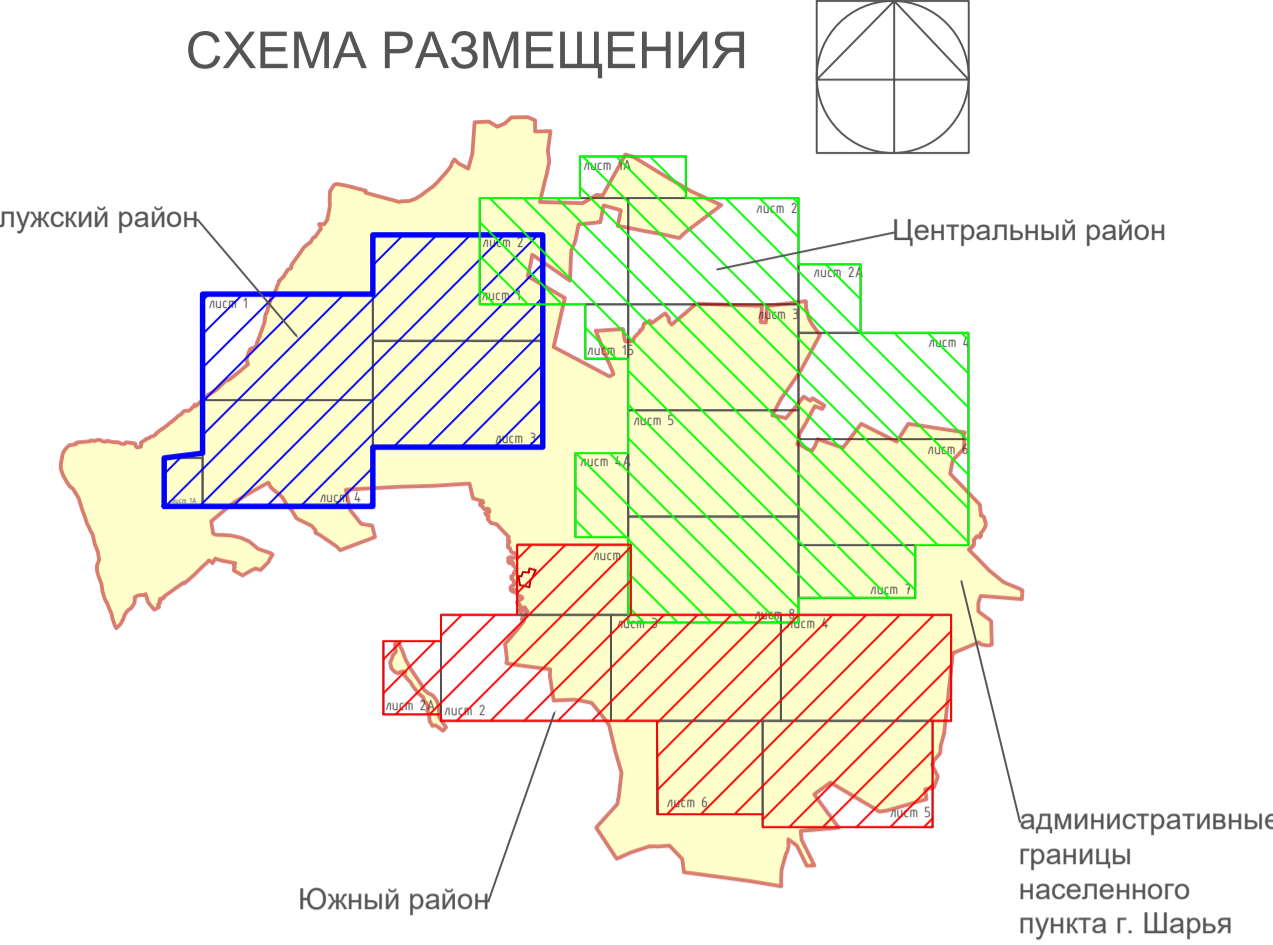 СХЕМА РАЗМЕЩЕНИЯ
лист 1А
лужский район
лист 2
Центральный район
лист 2
лист 2А
лист 1
лист 1
лист 3
лист 4
лист 1Б
лист 5
лист 3
лист 6
лист 4А
лист 1А
лист 4
лист
лист 7
лист 8
лист 3
лист 4
лист 2А
лист 2
лист 6
лист 5
административные
границы
населенного
пункта г. Шарья
Южный район